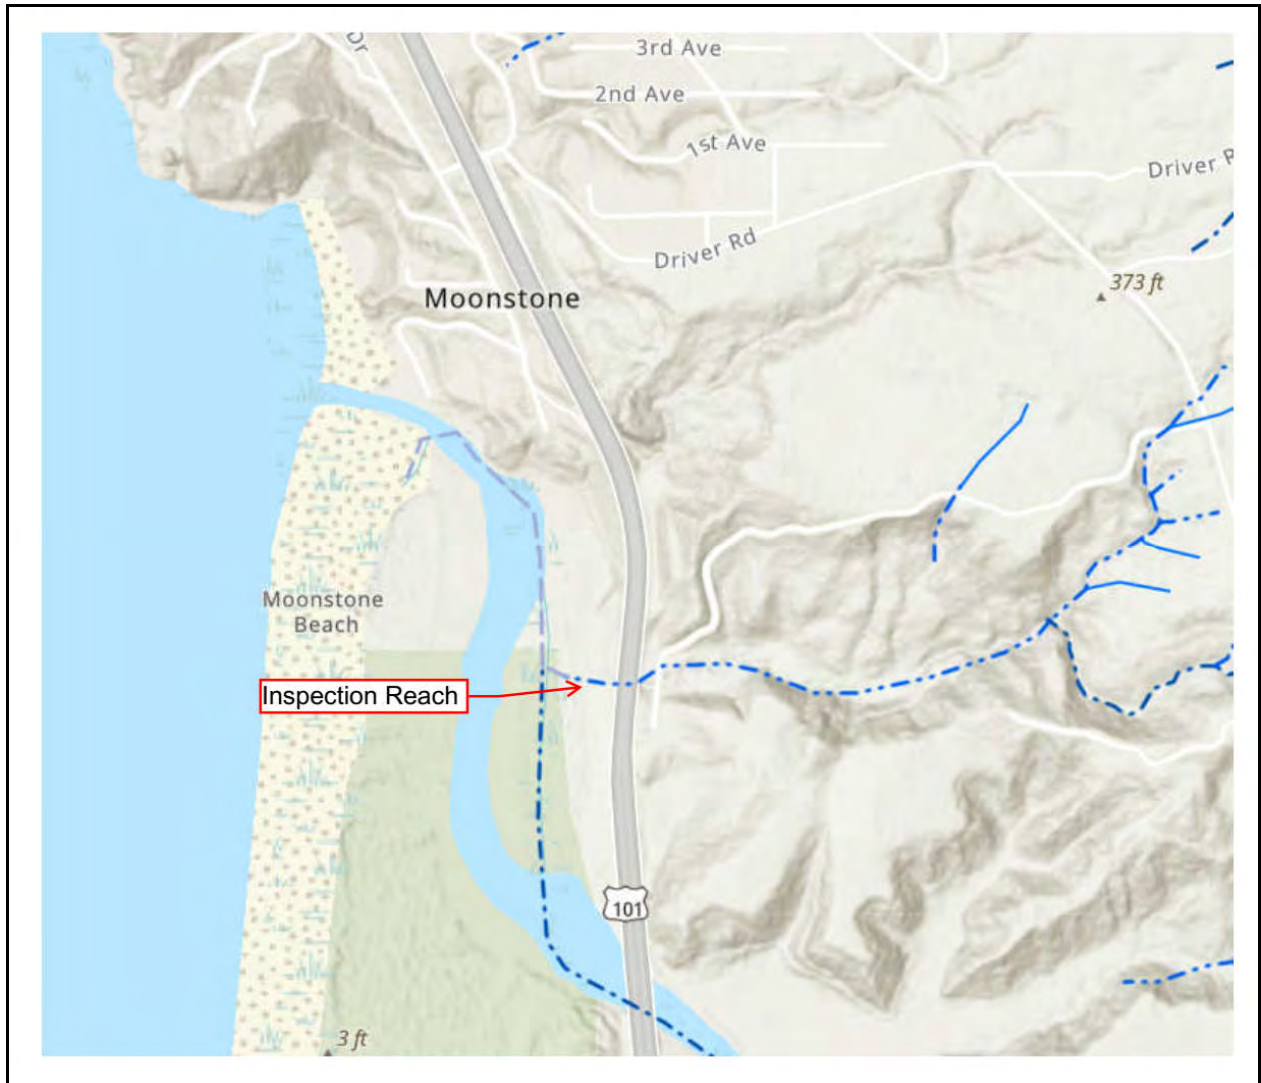 Dr
3rd Ave
2nd Ave
1st Ave
Driver R
Driver Rd
373 ft
Moonstone
Moonstone
Beach
Inspection Reach
101
3 ft